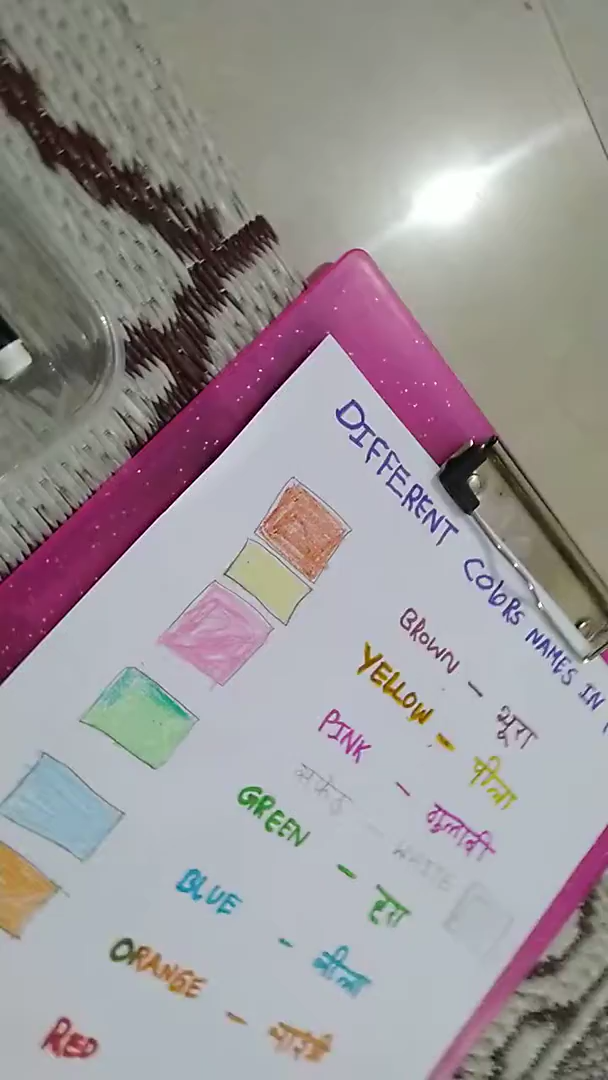 DIFFERENT COLORS NAMES IN
BROWN - भूरा
YELLOW - पीला
PINK - गुलाबी
सफेद - WHITE
GREEN - हरा
BLUE - नीला
ORANGE - नारंगी
RED